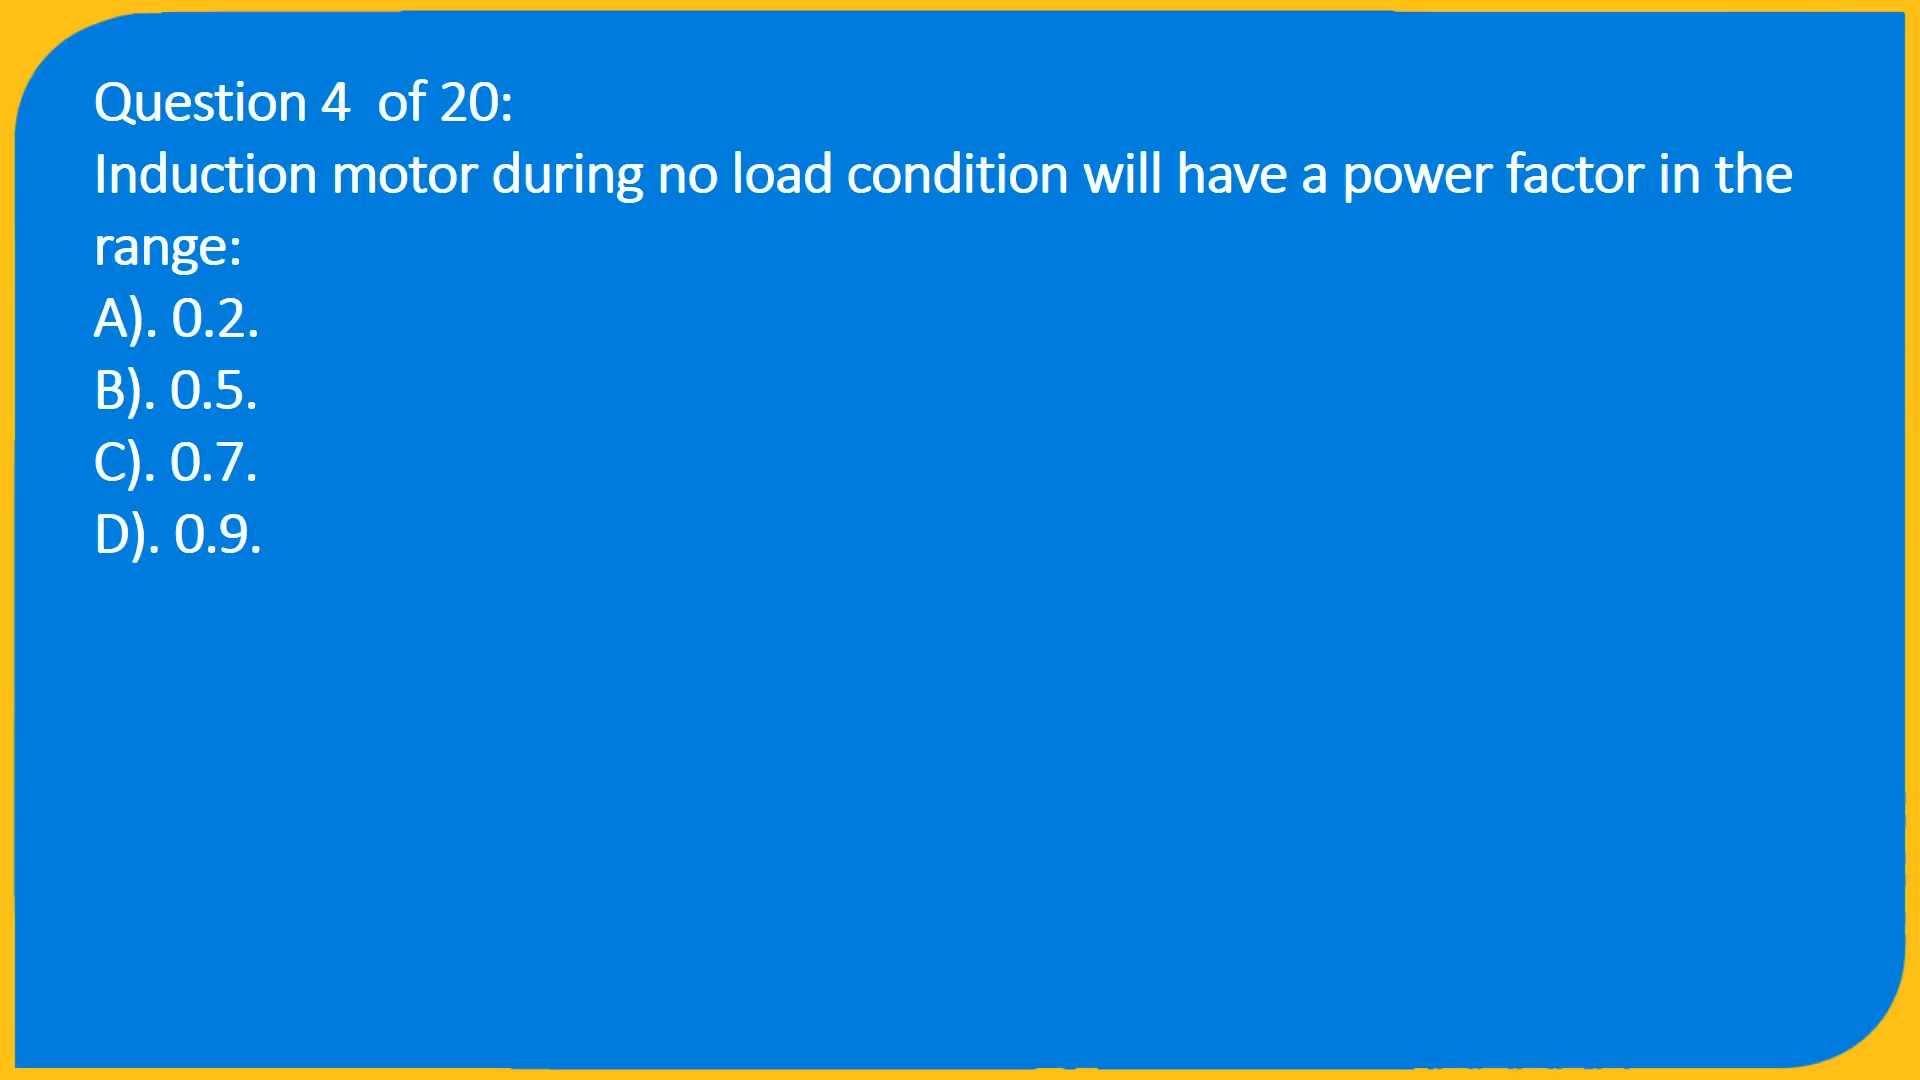 Question 4  of 20:
Induction motor during no load condition will have a power factor in the
range:
A). 0.2.
B). 0.5.
C). 0.7.
D). 0.9.